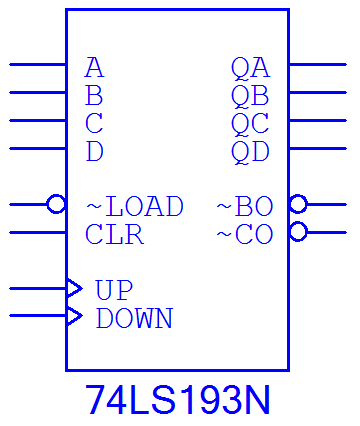 A QA
B QB
C QC
D QD
~LOAD ~BO
CLR ~CO
UP
DOWN
74LS193N